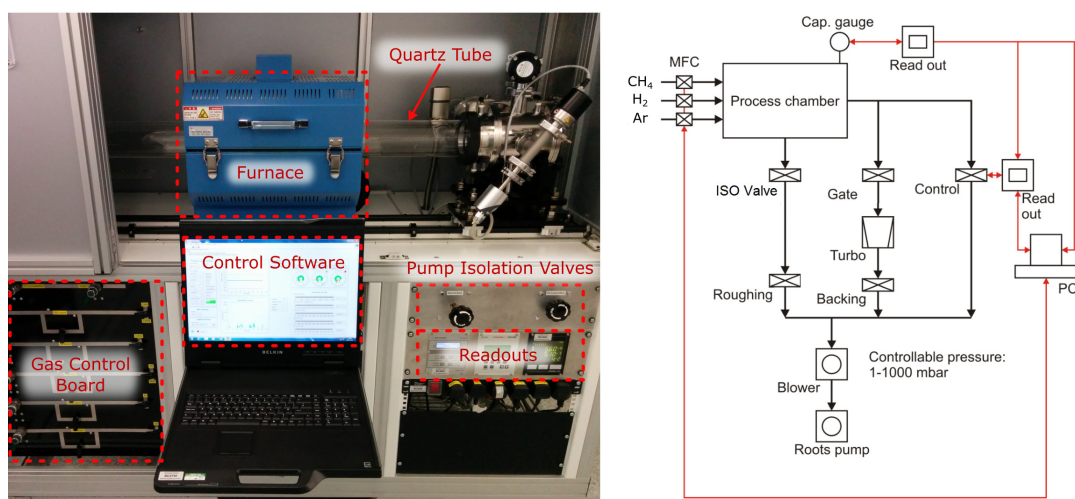 Quartz Tube
Furnace
Control Software
Pump Isolation Valves
Readouts
Gas Control
Board
BELKIN
Cap. gauge
Read out
MFC
CH₄
H₂
Ar
Process chamber
ISO Valve
Gate
Control
Read
out
Turbo
PC
Roughing
Backing
Blower
Controllable pressure:
1-1000 mbar
Roots pump